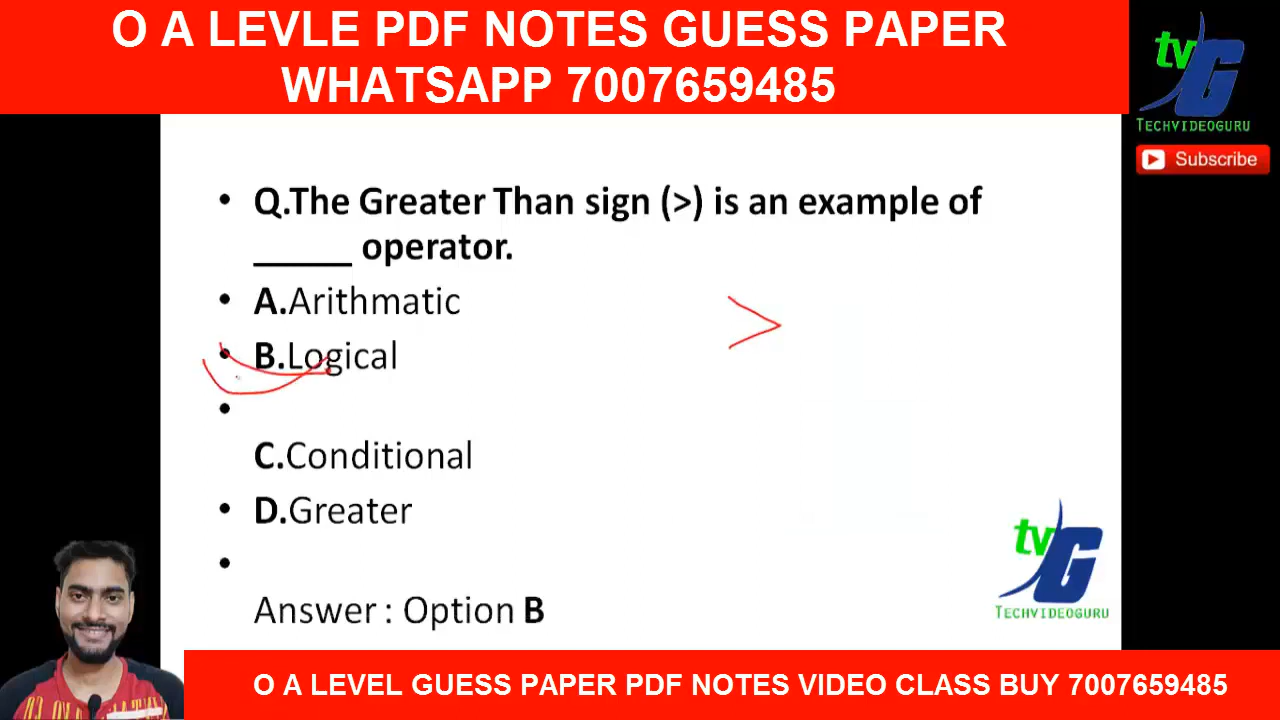 O A LEVLE PDF NOTES GUESS PAPER
WHATSAPP 7007659485
tvG
TECHVIDEOGURU
Subscribe
• Q.The Greater Than sign (>) is an example of
_____ operator.
• A.Arithmatic
>
• B.Logical
•
C.Conditional
• D.Greater
•
Answer : Option B
tvG
TECHVIDEOGURU
O A LEVEL GUESS PAPER PDF NOTES VIDEO CLASS BUY 7007659485